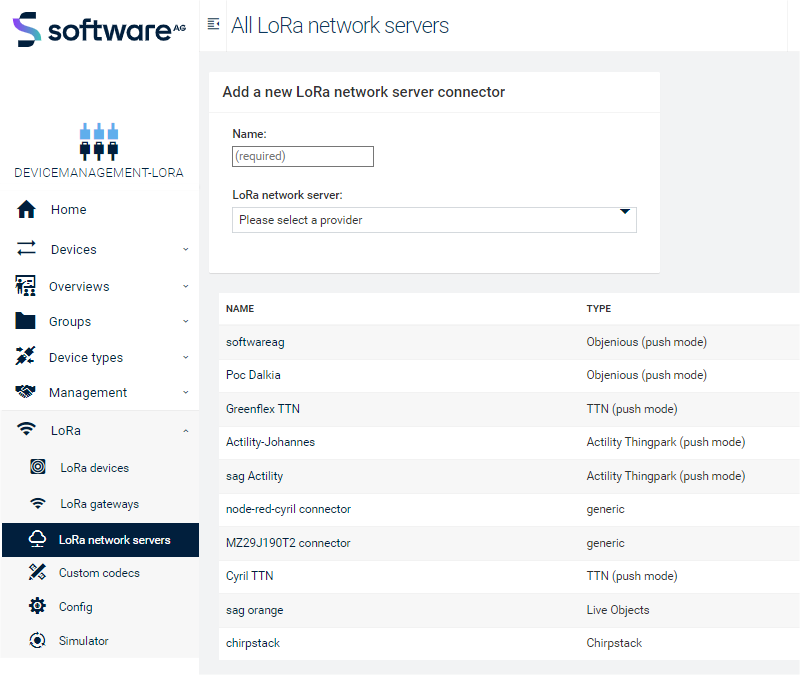 software AG
All LoRa network servers
DEVICEMANAGEMENT-LORA
Home
Devices
Overviews
Groups
Device types
Management
LoRa
LoRa devices
LoRa gateways
LoRa network servers
Custom codecs
Config
Simulator
Add a new LoRa network server connector
Name:
(required)
LoRa network server:
Please select a provider
NAME TYPE
softwareag Objenious (push mode)
Poc Dalkia Objenious (push mode)
Greenflex TTN TTN (push mode)
Actility-Johannes Actility Thingpark (push mode)
sag Actility Actility Thingpark (push mode)
node-red-cyril connector generic
MZ29J190T2 connector generic
Cyril TTN TTN (push mode)
sag orange Live Objects
chirpstack Chirpstack